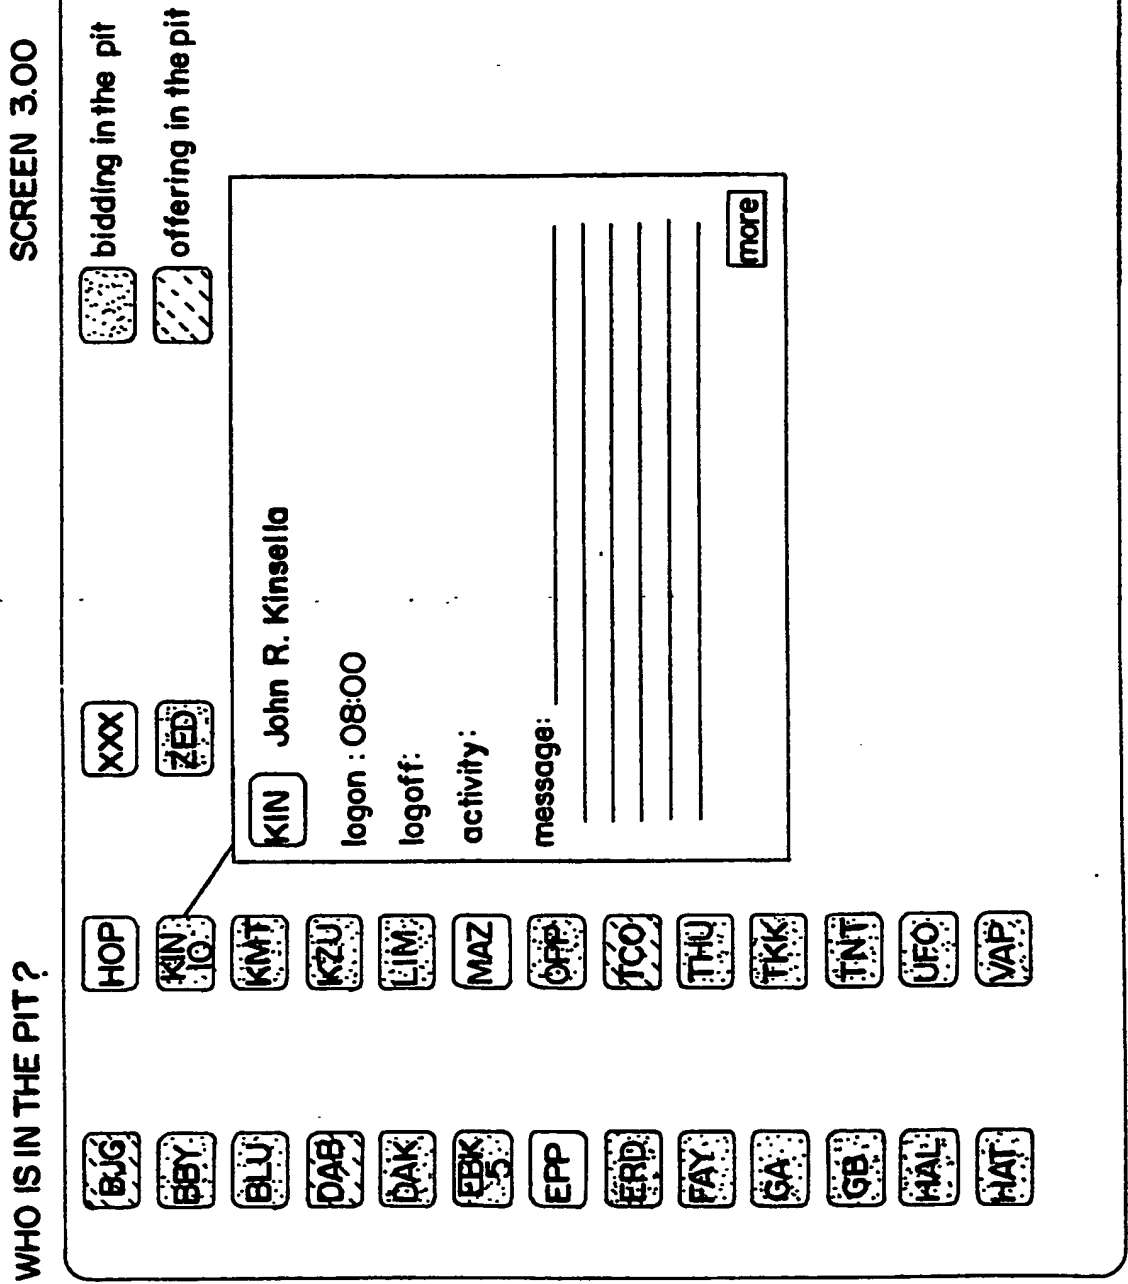 WHO IS IN THE PIT?
SCREEN 3.00
BJG
BBY
BLU
DAB
DAK
EBK
5
EPP
ERD
FAY
GA
GB
HAL
HAT
HOP
KIN
10
KMT
KZU
LIM
MAZ
OPP
TCO
THU
TKK
TNT
UFO
VAP
XXX
ZED
bidding in the pit
offering in the pit
KIN John R. Kinsella
logon : 08:00
logoff:
activity:
message:
more